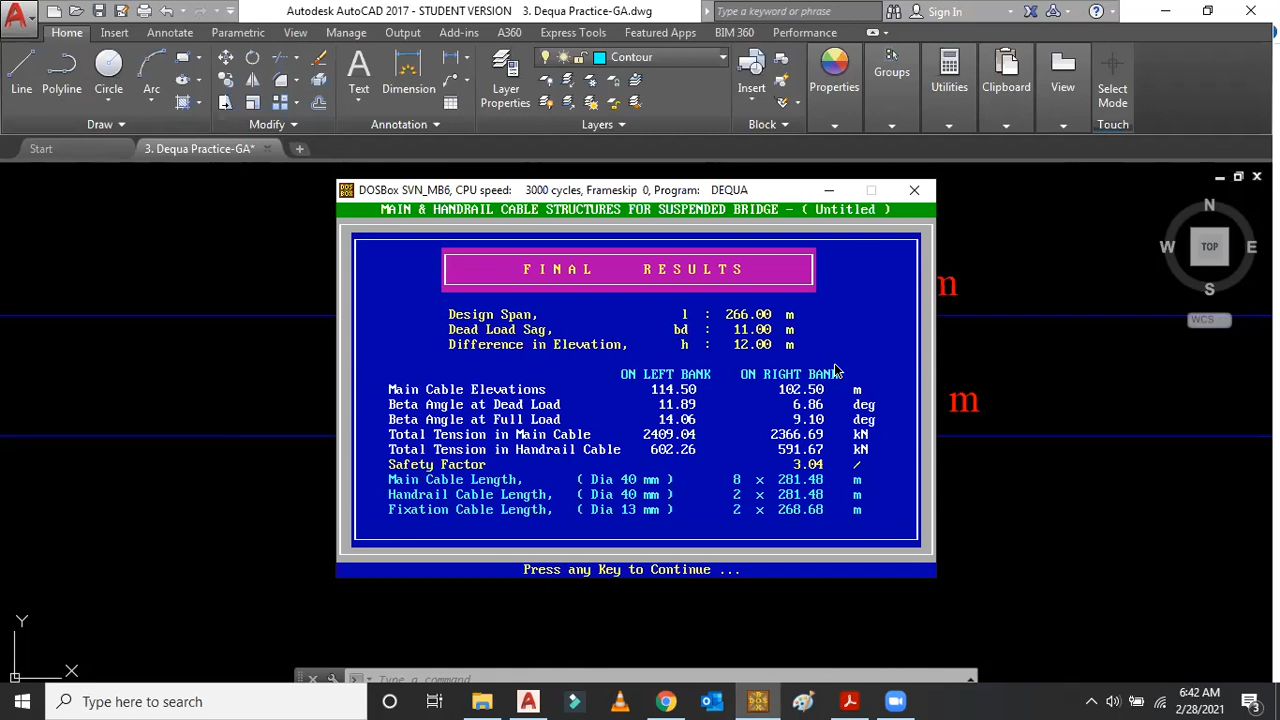 Autodesk AutoCAD 2017 - STUDENT VERSION 3. Dequa Practice-GA.dwg
Type a keyword or phrase
Sign In
Home Insert Annotate Parametric View Manage Output Add-ins A360 Express Tools Featured Apps BIM 360 Performance
Line Polyline Circle Arc
Draw
Modify
Text Dimension
Annotation
Layer Properties
Contour
Layers
Insert
Block
Properties
Groups
Utilities
Clipboard
View
Select Mode
Touch
Start 3. Dequa Practice-GA*
DOSBox SVN_MB6, CPU speed: 3000 cycles, Frameskip 0, Program: DEQUA
MAIN & HANDRAIL CABLE STRUCTURES FOR SUSPENDED BRIDGE - ( Untitled )
FINAL RESULTS
Design Span, l : 266.00 m
Dead Load Sag, bd : 11.00 m
Difference in Elevation, h : 12.00 m
ON LEFT BANK ON RIGHT BANK
Main Cable Elevations 114.50 102.50 m
Beta Angle at Dead Load 11.89 6.86 deg
Beta Angle at Full Load 14.06 9.10 deg
Total Tension in Main Cable 2409.04 2366.69 kN
Total Tension in Handrail Cable 602.26 591.67 kN
Safety Factor 3.04 /
Main Cable Length, ( Dia 40 mm ) 8 x 281.48 m
Handrail Cable Length, ( Dia 40 mm ) 2 x 281.48 m
Fixation Cable Length, ( Dia 13 mm ) 2 x 268.68 m
Press any Key to Continue ...
N
W TOP E
S
WCS
m
m
Y
X
Type a command
Type here to search
6:42 AM
2/28/2021
3